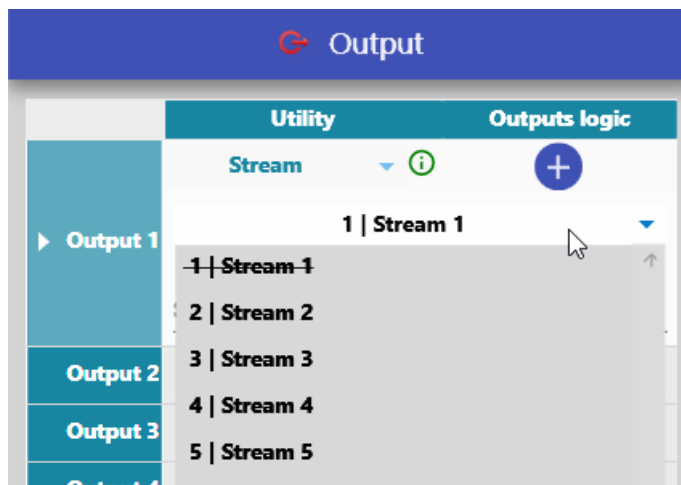 Output
Utility Outputs logic
Stream
Output 1
1 | Stream 1
1 | Stream 1
2 | Stream 2
3 | Stream 3
4 | Stream 4
5 | Stream 5
Output 2
Output 3